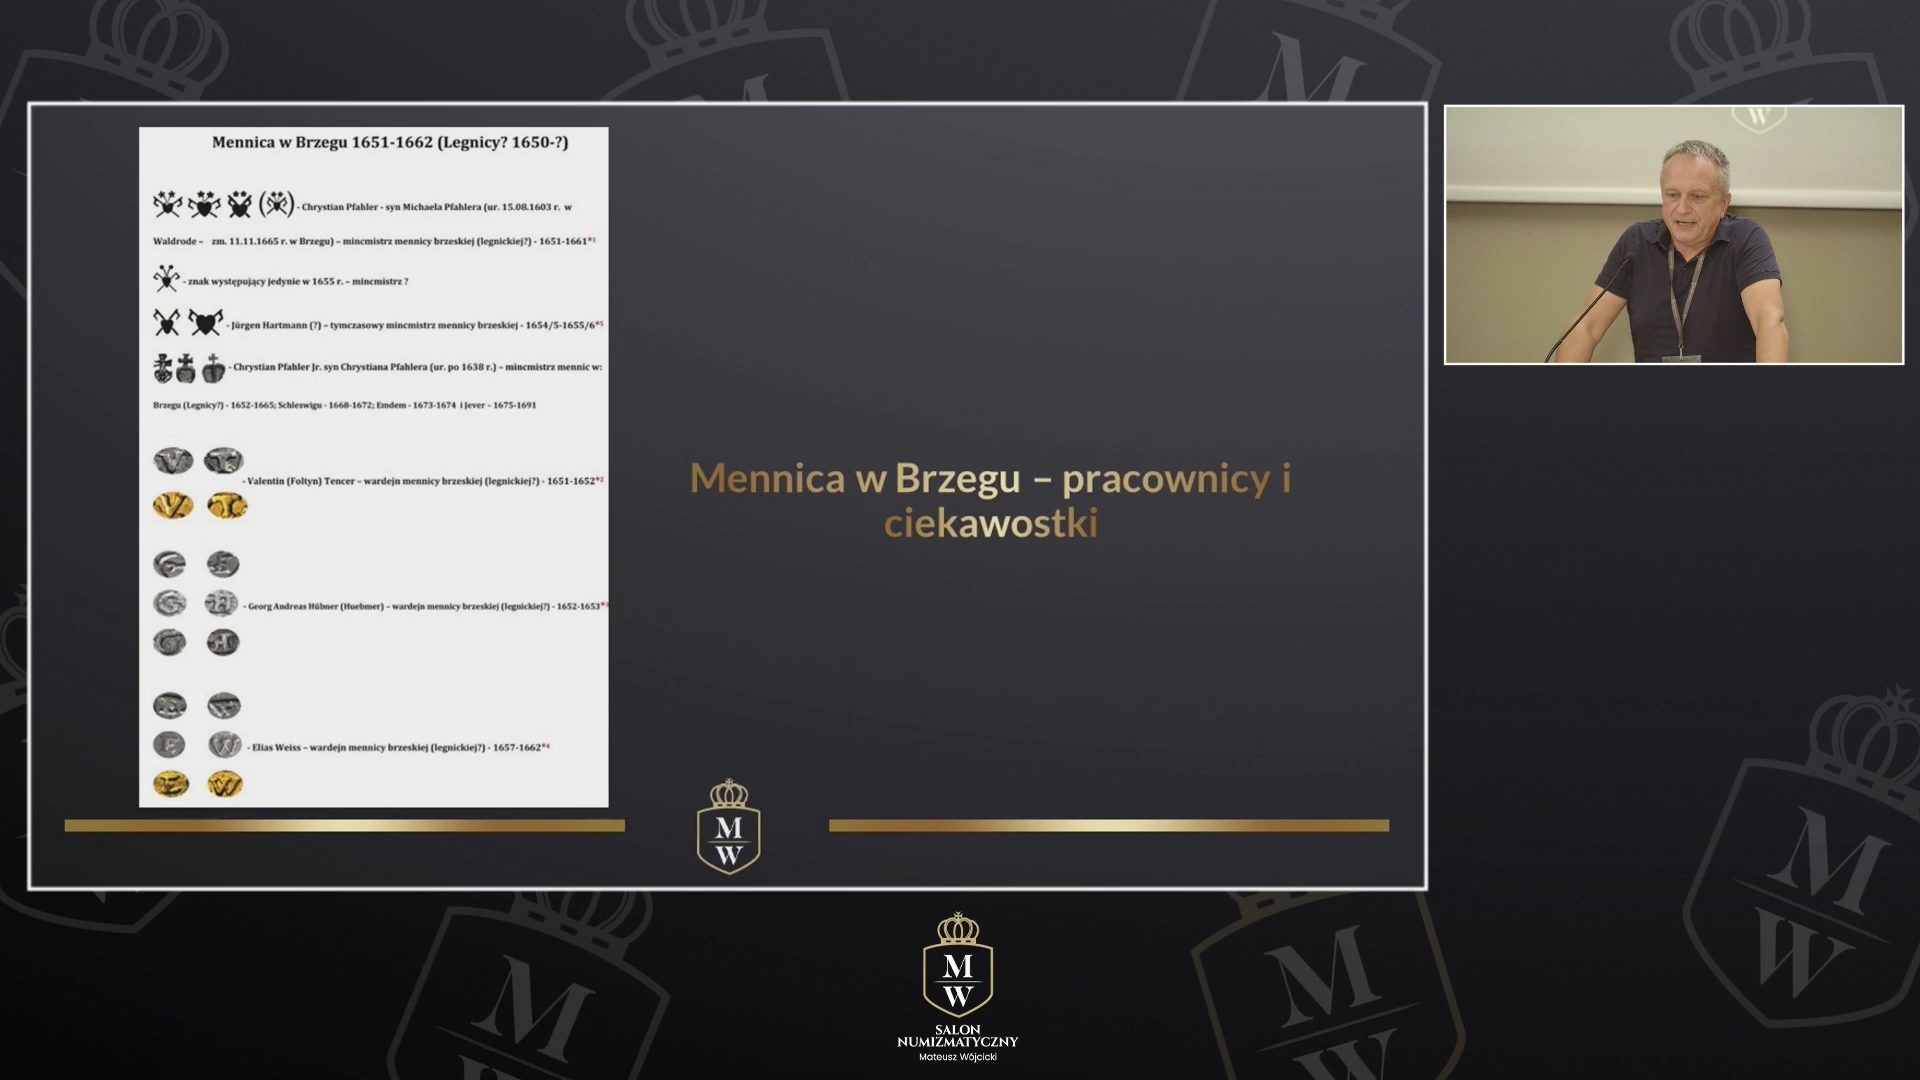 Mennica w Brzegu 1651-1662 (Legnicy? 1650-?)
- Chrystian Pfahler - syn Michaela Pfahlera (ur. 15.08.1603 r. w
Waldrode – zm. 11.11.1665 r. w Brzegu) – mincmistrz mennicy brzeskiej (legnickiej?) - 1651-1661*1
- znak występujący jedynie w 1655 r. – mincmistrz ?
- Jürgen Hartmann (?) – tymczasowy mincmistrz mennicy brzeskiej - 1654/5-1655/6*5
- Chrystian Pfahler Jr. syn Chrystiana Pfahlera (ur. po 1638 r.) – mincmistrz mennic w:
Brzegu (Legnicy?) - 1652-1665; Schleswigu - 1668-1672; Emdem - 1673-1674 i Jever – 1675-1691
V T
- Valentin (Foltyn) Tencer – wardejn mennicy brzeskiej (legnickiej?) - 1651-1652*2
V T
G H
- Georg Andreas Hübner (Huebmer) – wardejn mennicy brzeskiej (legnickiej?) - 1652-1653*3
G H
E W
- Elias Weiss – wardejn mennicy brzeskiej (legnickiej?) - 1657-1662*4
E W
Mennica w Brzegu – pracownicy i
ciekawostki
M
W
W
M
W
SALON
NUMIZMATYCZNY
Mateusz Wójcicki